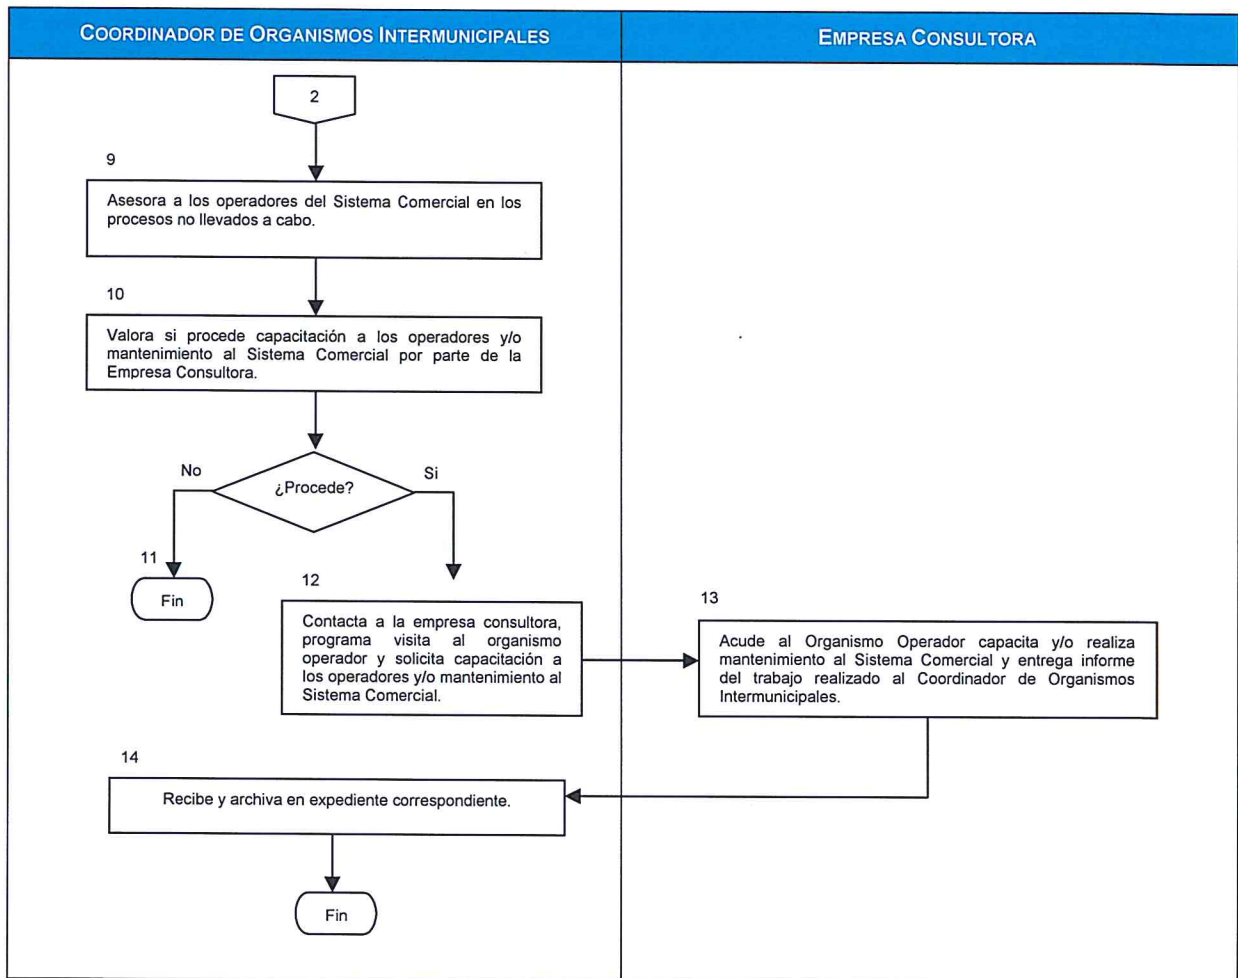 COORDINADOR DE ORGANISMOS INTERMUNICIPALES
EMPRESA CONSULTORA
2
9
Asesora a los operadores del Sistema Comercial en los
procesos no llevados a cabo.
10
Valora si procede capacitación a los operadores y/o
mantenimiento al Sistema Comercial por parte de la
Empresa Consultora.
No
Si
¿Procede?
11
Fin
12
Contacta a la empresa consultora,
programa visita al organismo
operador y solicita capacitación a
los operadores y/o mantenimiento al
Sistema Comercial.
13
Acude al Organismo Operador capacita y/o realiza
mantenimiento al Sistema Comercial y entrega informe
del trabajo realizado al Coordinador de Organismos
Intermunicipales.
14
Recibe y archiva en expediente correspondiente.
Fin